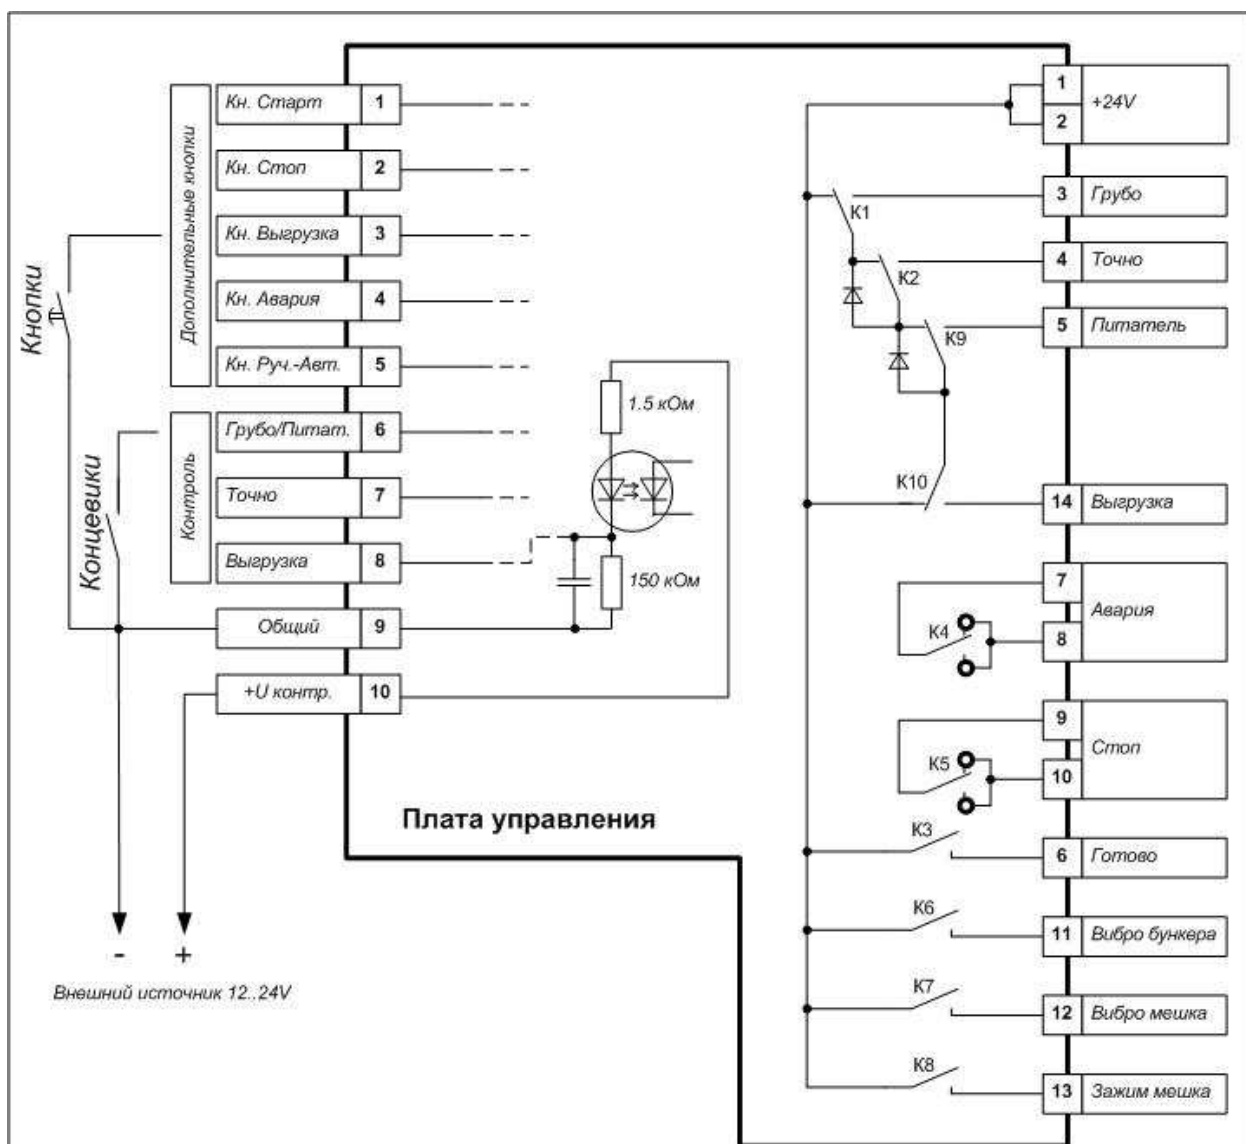 Кнопки
Концевики
Дополнительные кнопки
Контроль
Кн. Старт 1
Кн. Стоп 2
Кн. Выгрузка 3
Кн. Авария 4
Кн. Руч.-Авт. 5
Грубо/Питат. 6
Точно 7
Выгрузка 8
Общий 9
+U контр. 10
1.5 кОм
150 кОм
- +
Внешний источник 12..24V
Плата управления
K1
K2
K9
K10
K4
K5
K3
K6
K7
K8
1
2
+24V
3 Грубо
4 Точно
5 Питатель
14 Выгрузка
7
8
Авария
9
10
Стоп
6 Готово
11 Вибро бункера
12 Вибро мешка
13 Зажим мешка